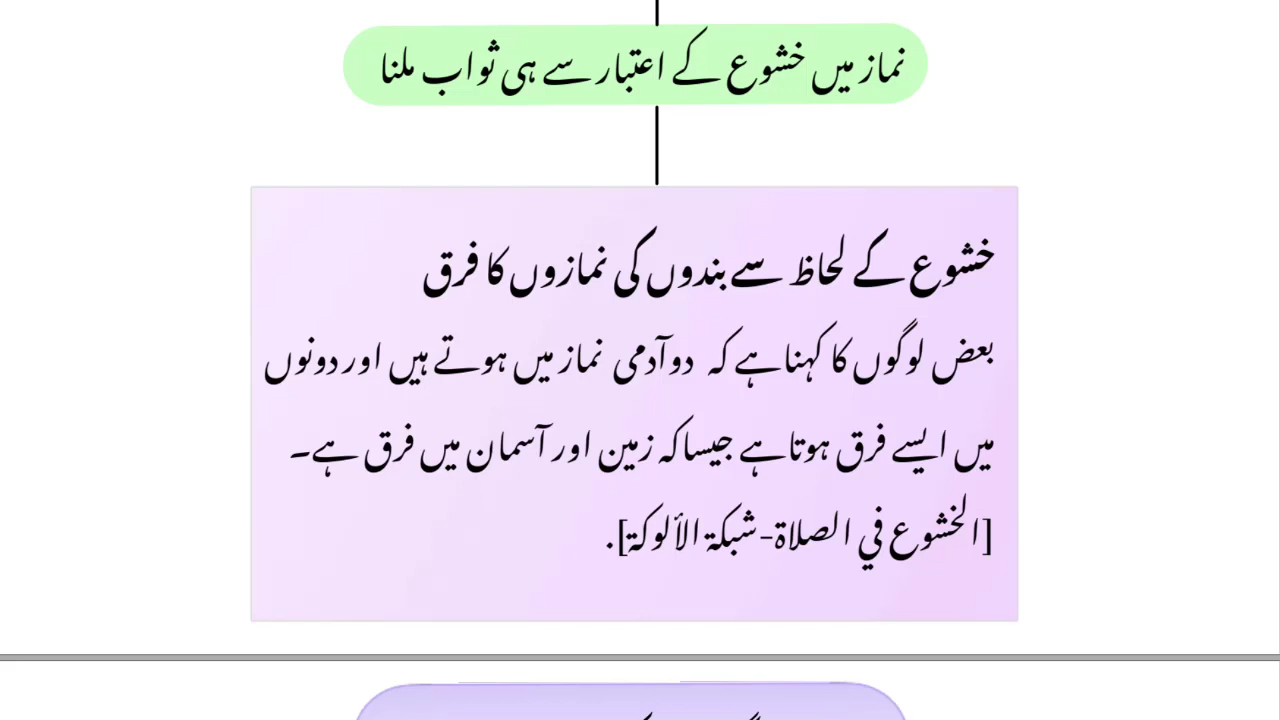 نماز میں خشوع کے اعتبار سے ہی ثواب ملنا
خشوع کے لحاظ سے بندوں کی نمازوں کا فرق
بعض لوگوں کا کہنا ہے کہ دو آدمی نماز میں ہوتے ہیں اور دونوں
میں ایسے فرق ہوتا ہے جیسا کہ زمین اور آسمان میں فرق ہے۔
[الخشوع في الصلاة-شبكة الألوكة].